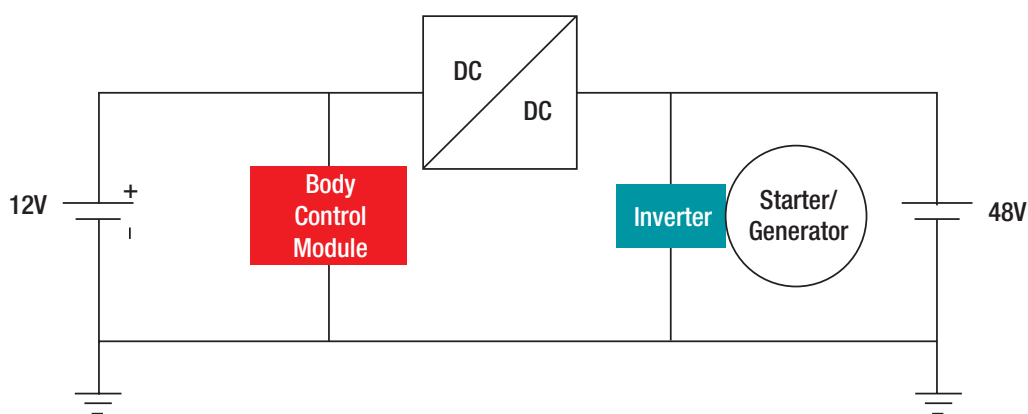 DC
DC
12V
+
-
Body
Control
Module
Inverter
Starter/
Generator
48V